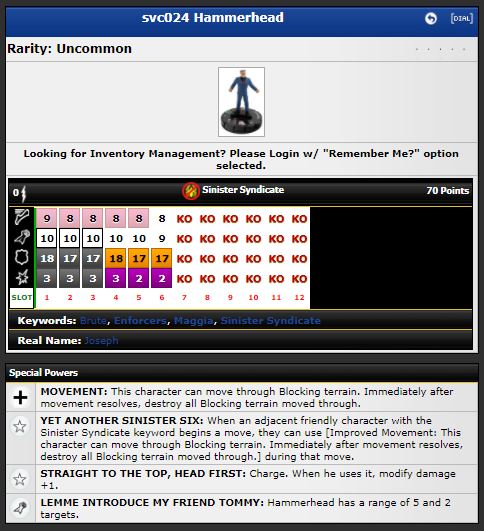 svc024 Hammerhead
[DIAL]
Rarity: Uncommon
Looking for Inventory Management? Please Login w/ "Remember Me?" option
selected.
0 Sinister Syndicate 70 Points
9 8 8 8 8 8 KO KO KO KO KO KO
10 10 10 10 10 9 KO KO KO KO KO KO
18 17 17 18 17 17 KO KO KO KO KO KO
3 3 3 3 2 2 KO KO KO KO KO KO
SLOT 1 2 3 4 5 6 7 8 9 10 11 12
Keywords: Brute, Enforcers, Maggia, Sinister Syndicate
Real Name: Joseph
Special Powers
MOVEMENT: This character can move through Blocking terrain. Immediately after
movement resolves, destroy all Blocking terrain moved through.
YET ANOTHER SINISTER SIX: When an adjacent friendly character with the
Sinister Syndicate keyword begins a move, they can use [Improved Movement: This
character can move through Blocking terrain. Immediately after movement resolves,
destroy all Blocking terrain moved through.] during that move.
STRAIGHT TO THE TOP, HEAD FIRST: Charge. When he uses it, modify damage
+1.
LEMME INTRODUCE MY FRIEND TOMMY: Hammerhead has a range of 5 and 2
targets.